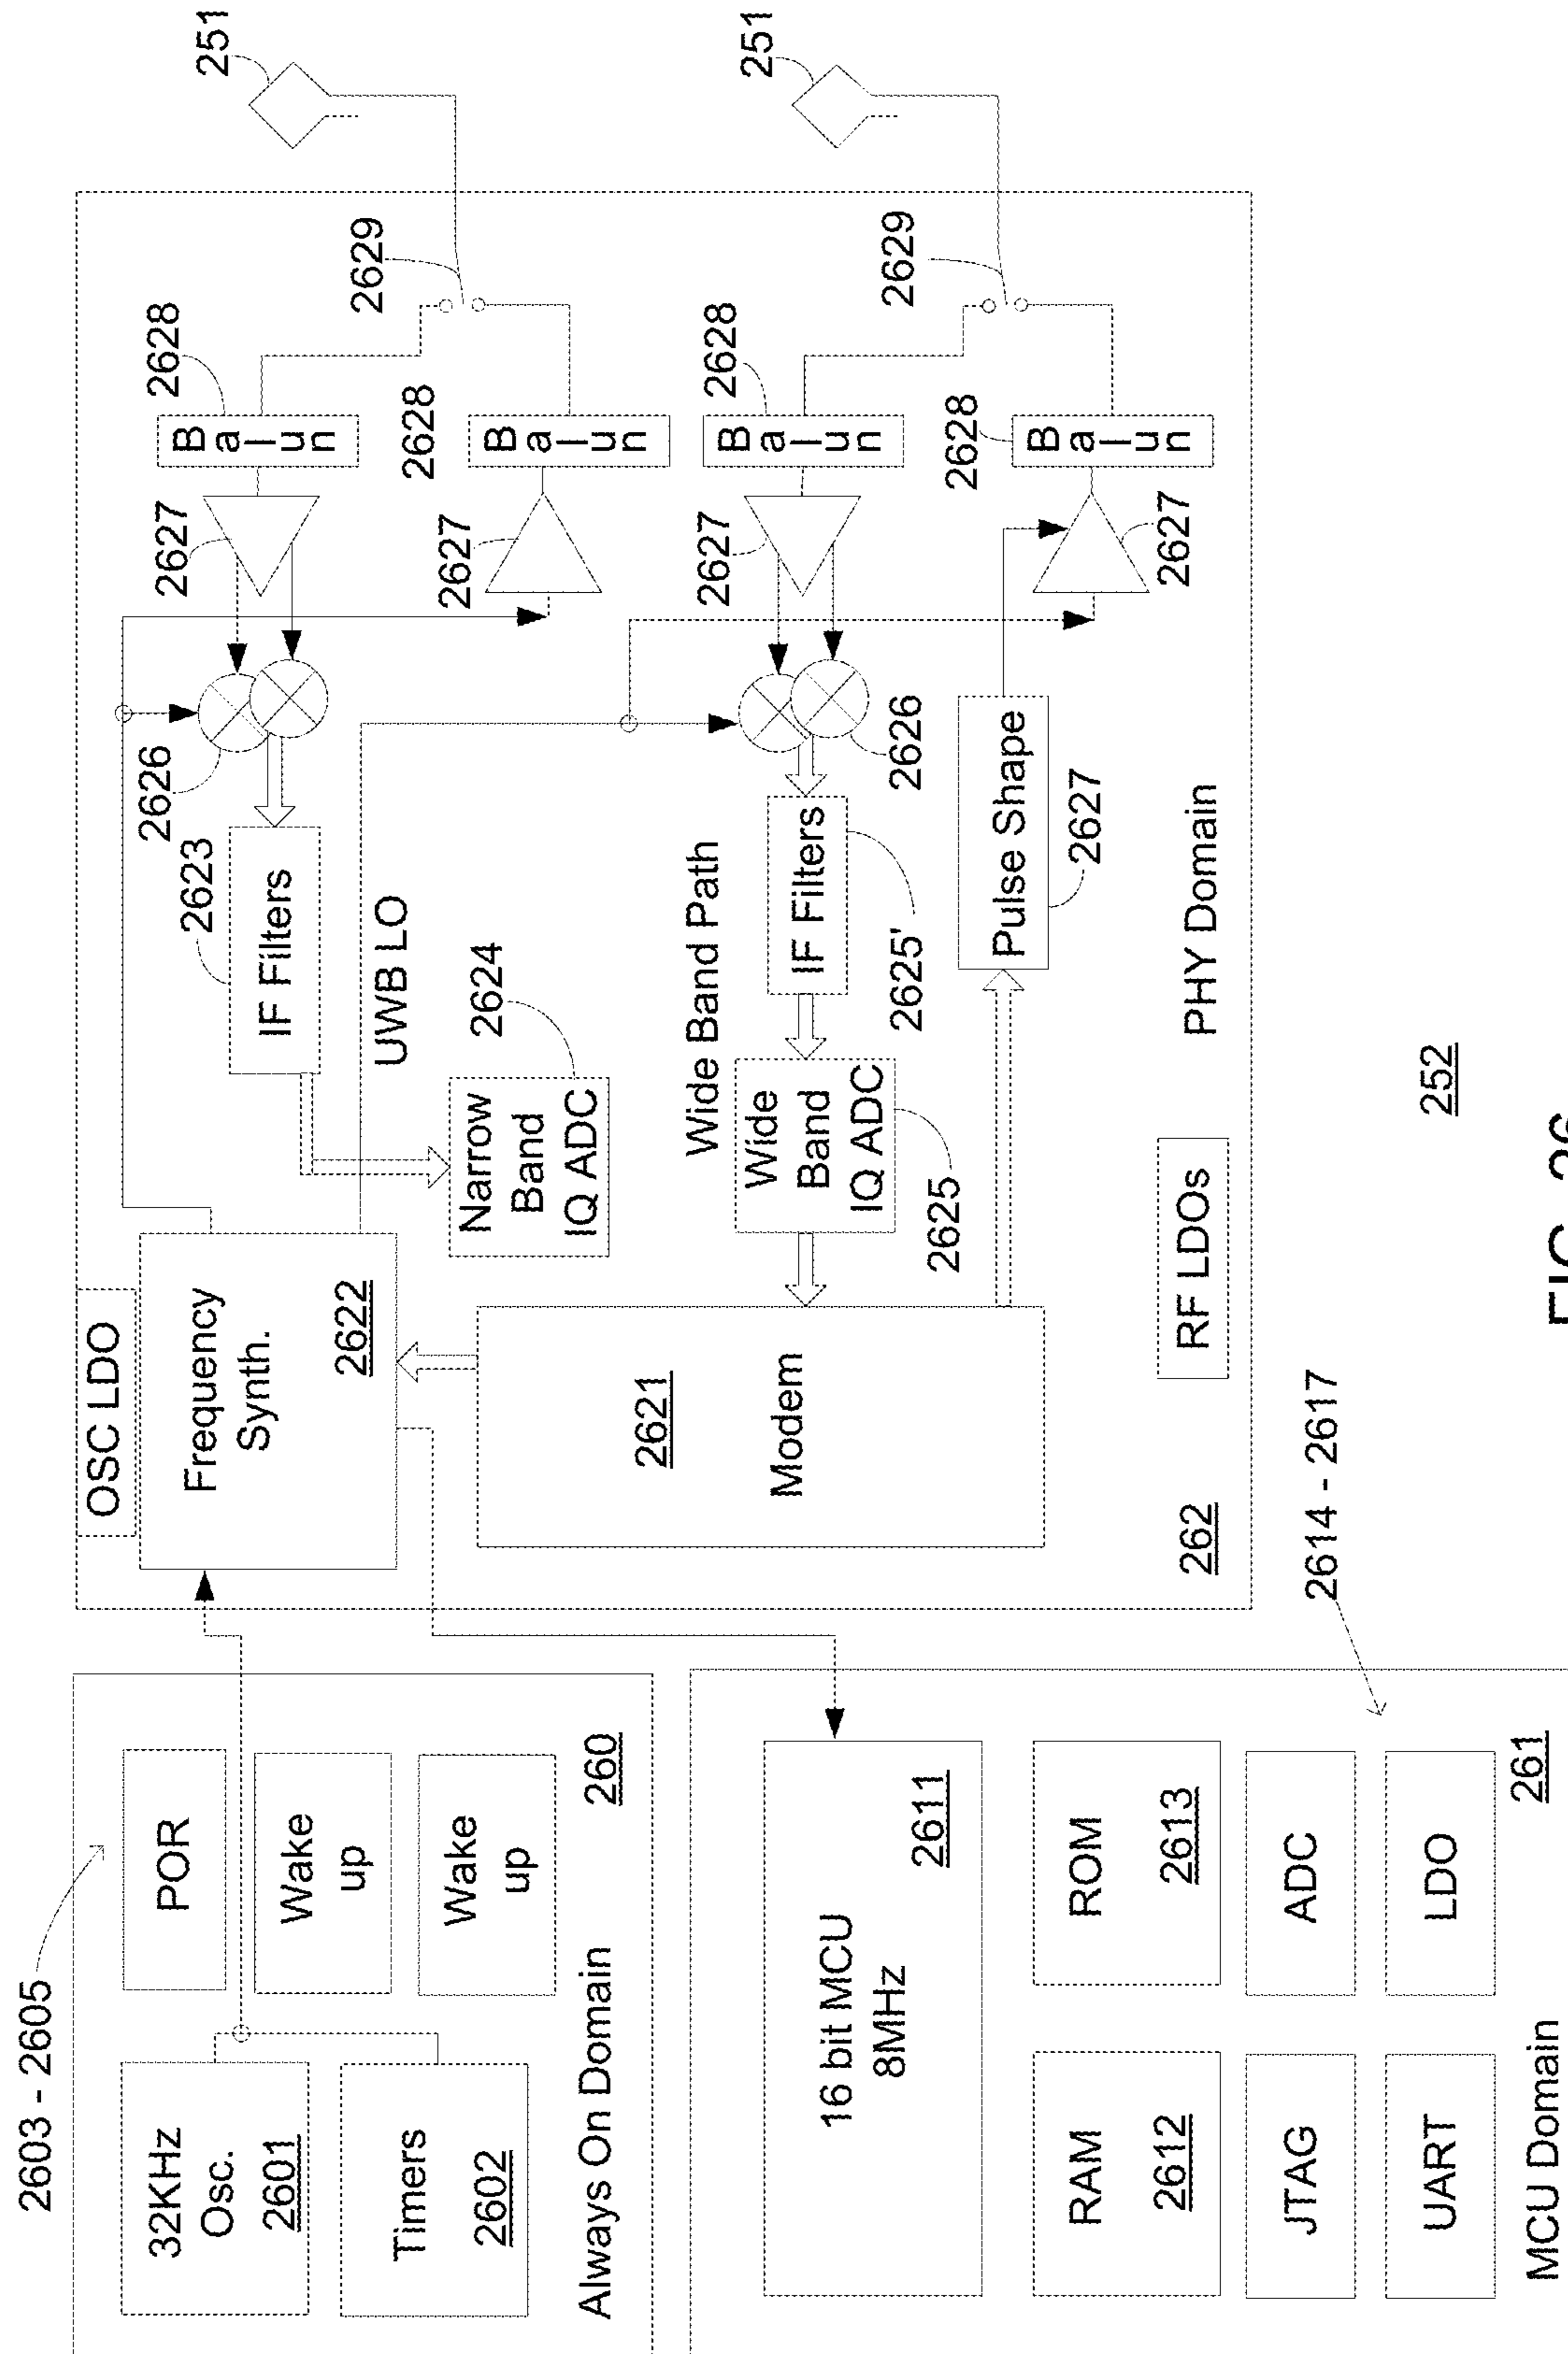 2603 - 2605
32KHz
Osc.
2601
Timers
2602
POR
Wake
up
Wake
up
Always On Domain
260
16 bit MCU
8MHz
2611
RAM
2612
ROM
2613
JTAG
ADC
UART
LDO
MCU Domain
261
2614 - 2617
OSC LDO
Frequency
Synth.
2622
2621
Modem
262
RF LDOs
PHY Domain
UWB LO
Narrow
Band
IQ ADC
2624
IF Filters
2623
2626
2627
Balun
2628
2627
Balun
2628
2629
251
Wide Band Path
Wide
Band
IQ ADC
2625
IF Filters
2625'
2626
2627
Balun
2628
Pulse Shape
2627
2627
Balun
2628
2629
251
252
FIG. 26